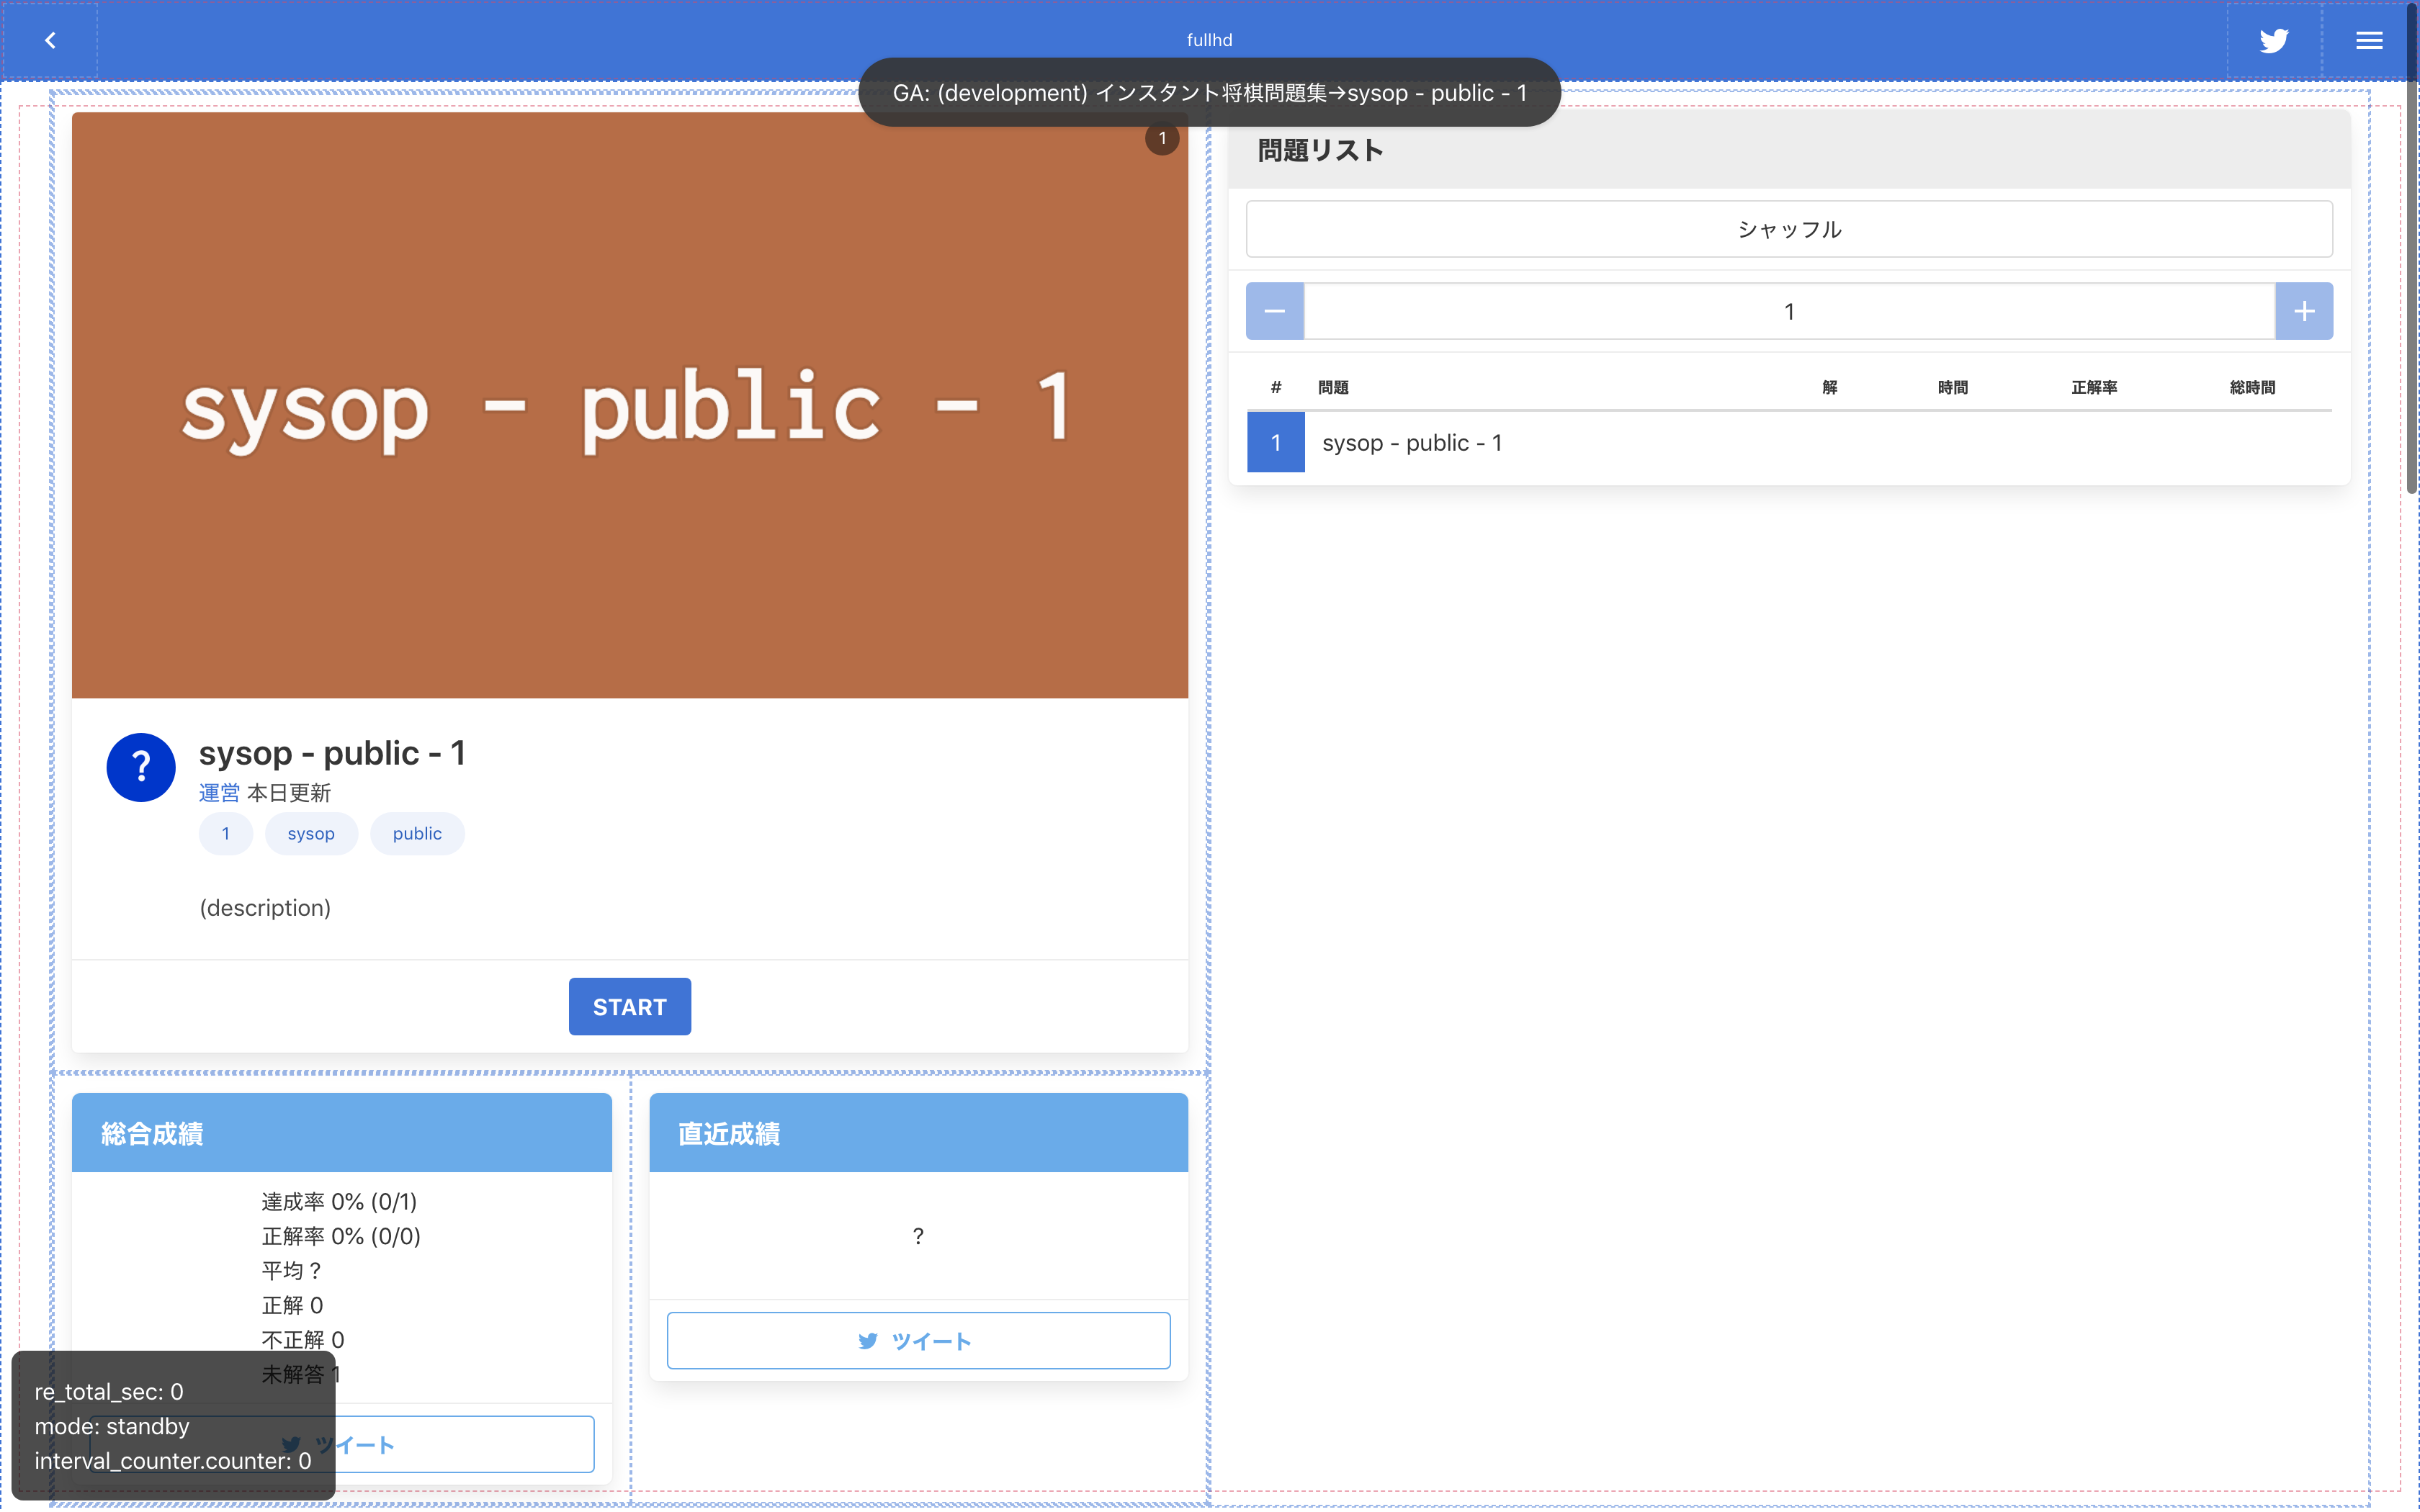 fullhd
GA: (development) インスタント将棋問題集→sysop - public - 1
1
sysop - public - 1
?
sysop - public - 1
運営 本日更新
1 sysop public
(description)
START
問題リスト
シャッフル
− 1 +
# 問題 解 時間 正解率 総時間
1 sysop - public - 1
総合成績
達成率 0% (0/1)
正解率 0% (0/0)
平均 ?
正解 0
不正解 0
未解答 1
ツイート
直近成績
?
ツイート
re_total_sec: 0
mode: standby
interval_counter.counter: 0